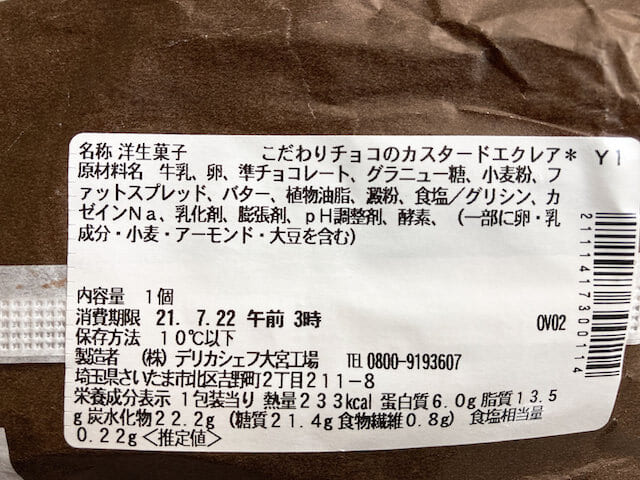 名称 洋生菓子 こだわりチョコのカスタードエクレア* Y1
原材料名 牛乳、卵、準チョコレート、グラニュー糖、小麦粉、フ
ァットスプレッド、バター、植物油脂、澱粉、食塩／グリシン、カ
ゼインＮａ、乳化剤、膨張剤、ｐＨ調整剤、酵素、（一部に卵・乳
成分・小麦・アーモンド・大豆を含む）
内容量 １個
消費期限 21. 7.22 午前 3時 0V02
保存方法 １０℃以下
製造者 （株）デリカシェフ大宮工場 TEL 0800-9193607
埼玉県さいたま市北区吉野町２丁目２１１−８
栄養成分表示 １包装当り 熱量２３３kcal 蛋白質６.０g 脂質１３.５
g 炭水化物２２.２g （糖質２１.４g 食物繊維０.８g） 食塩相当量
０.２２g＜推定値＞
2111141730 0114